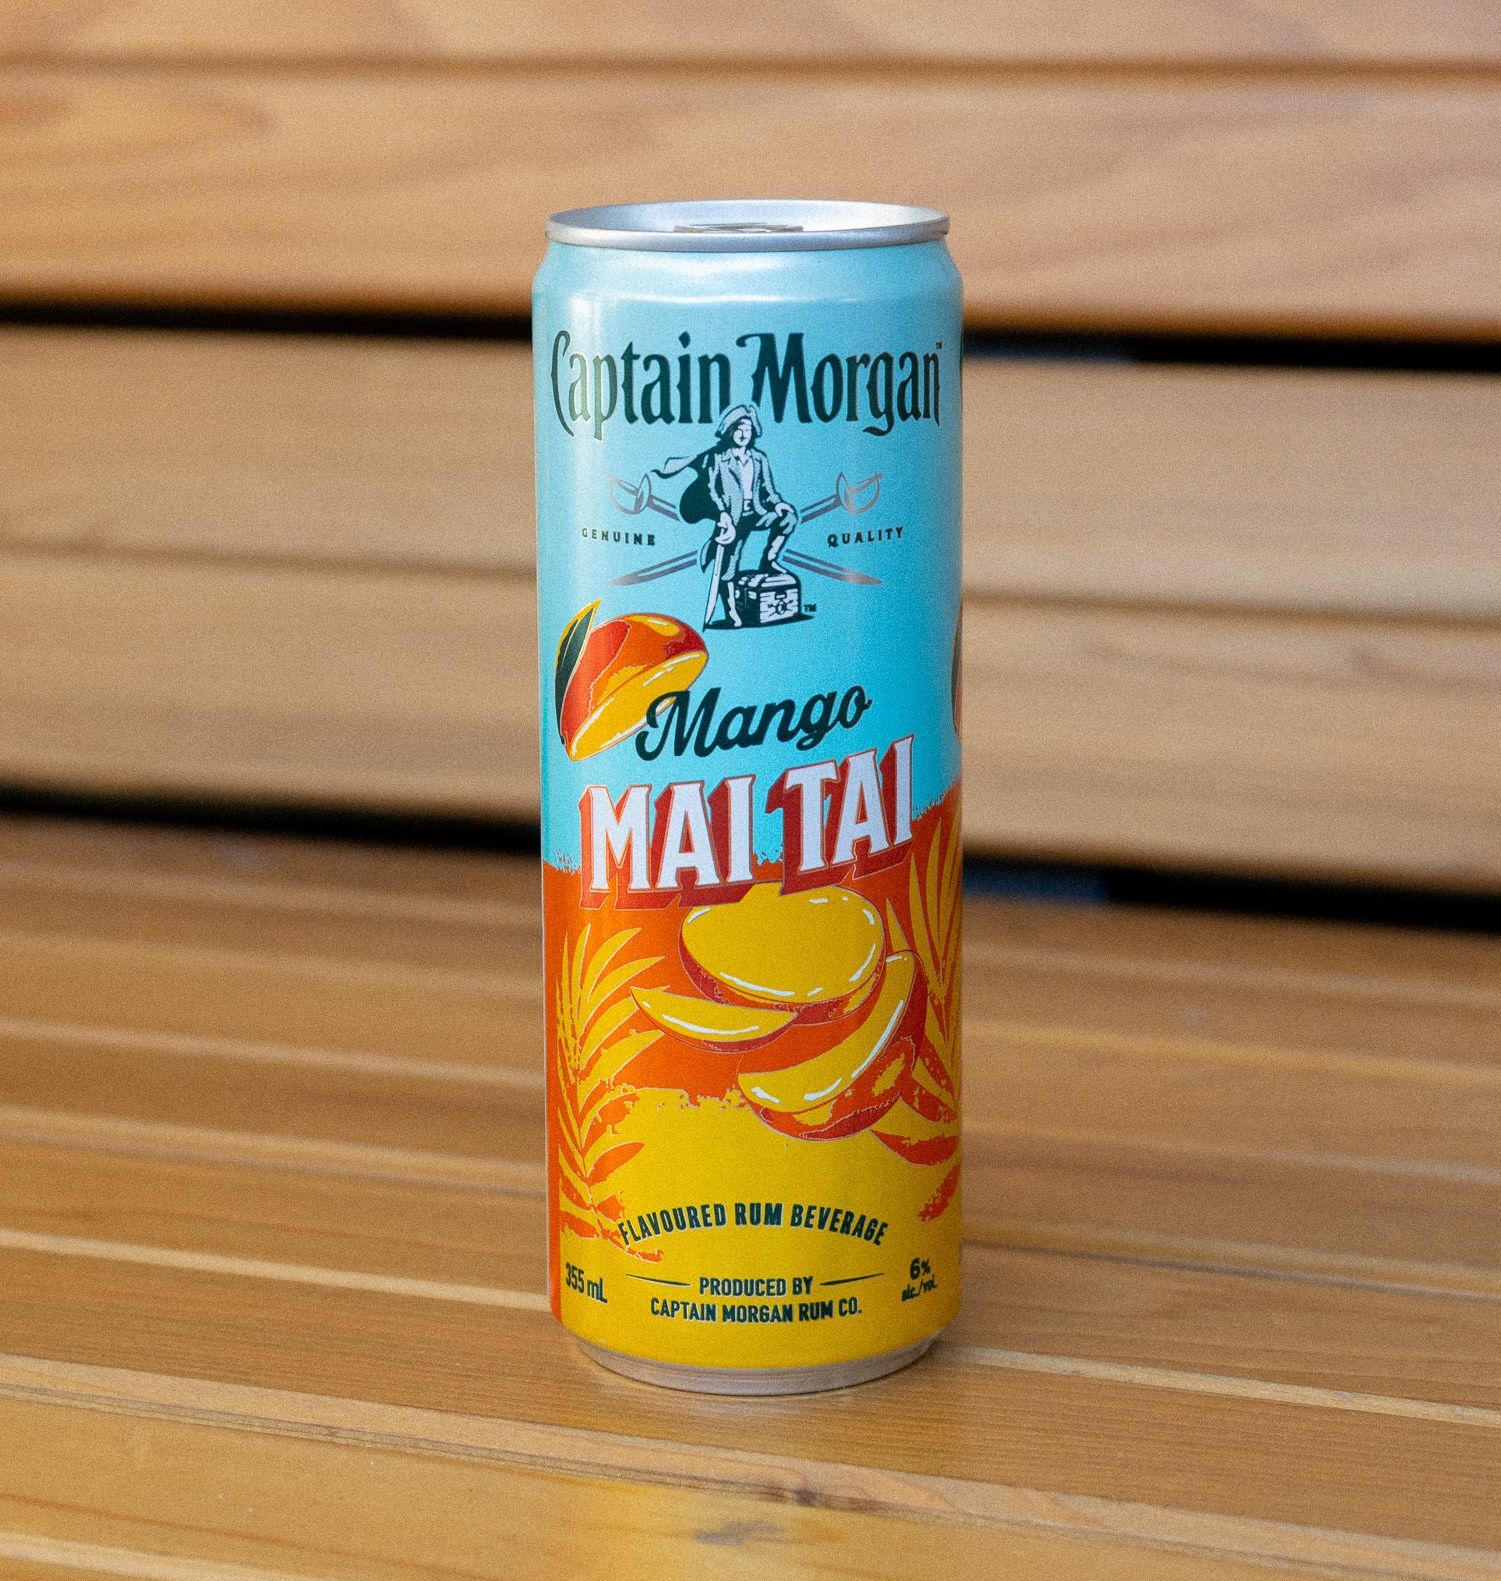 Captain Morgan™
GENUINE QUALITY
™
Mango
MAI TAI
FLAVOURED RUM BEVERAGE
355 mL
PRODUCED BY
CAPTAIN MORGAN RUM CO.
6%
alc./vol.